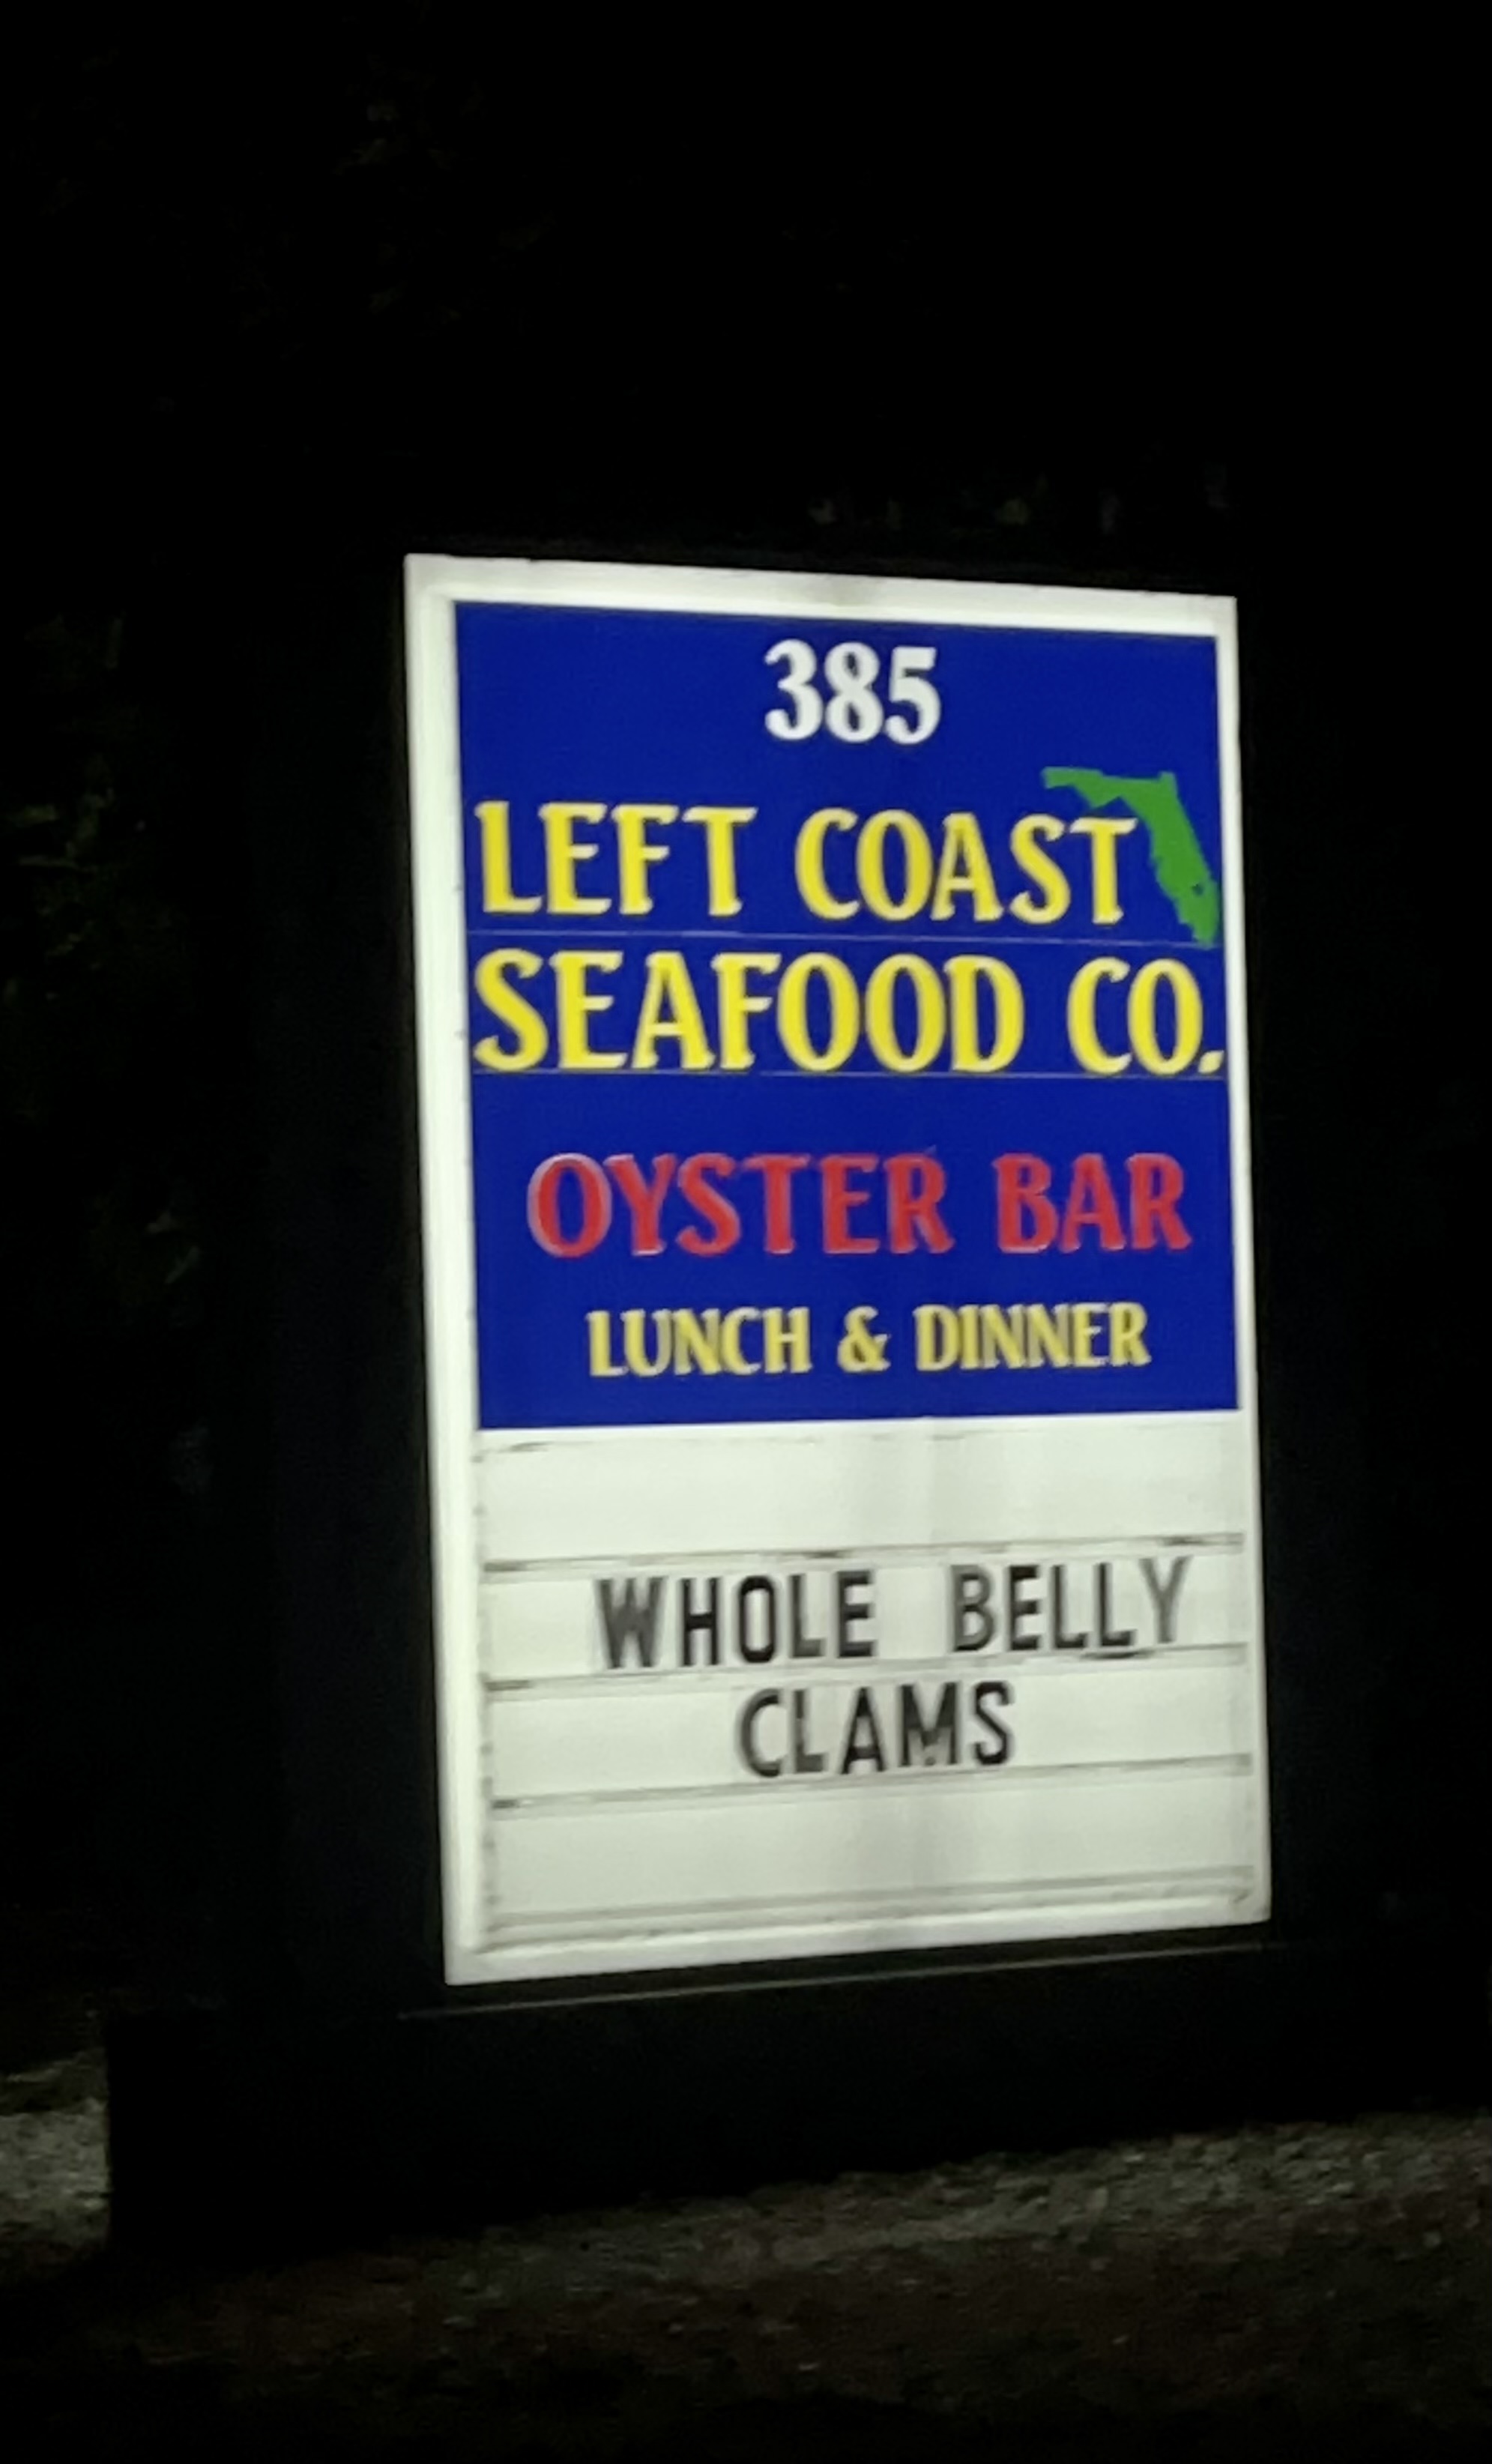 385
LEFT COAST
SEAFOOD CO.
OYSTER BAR
LUNCH & DINNER
WHOLE BELLY
CLAMS